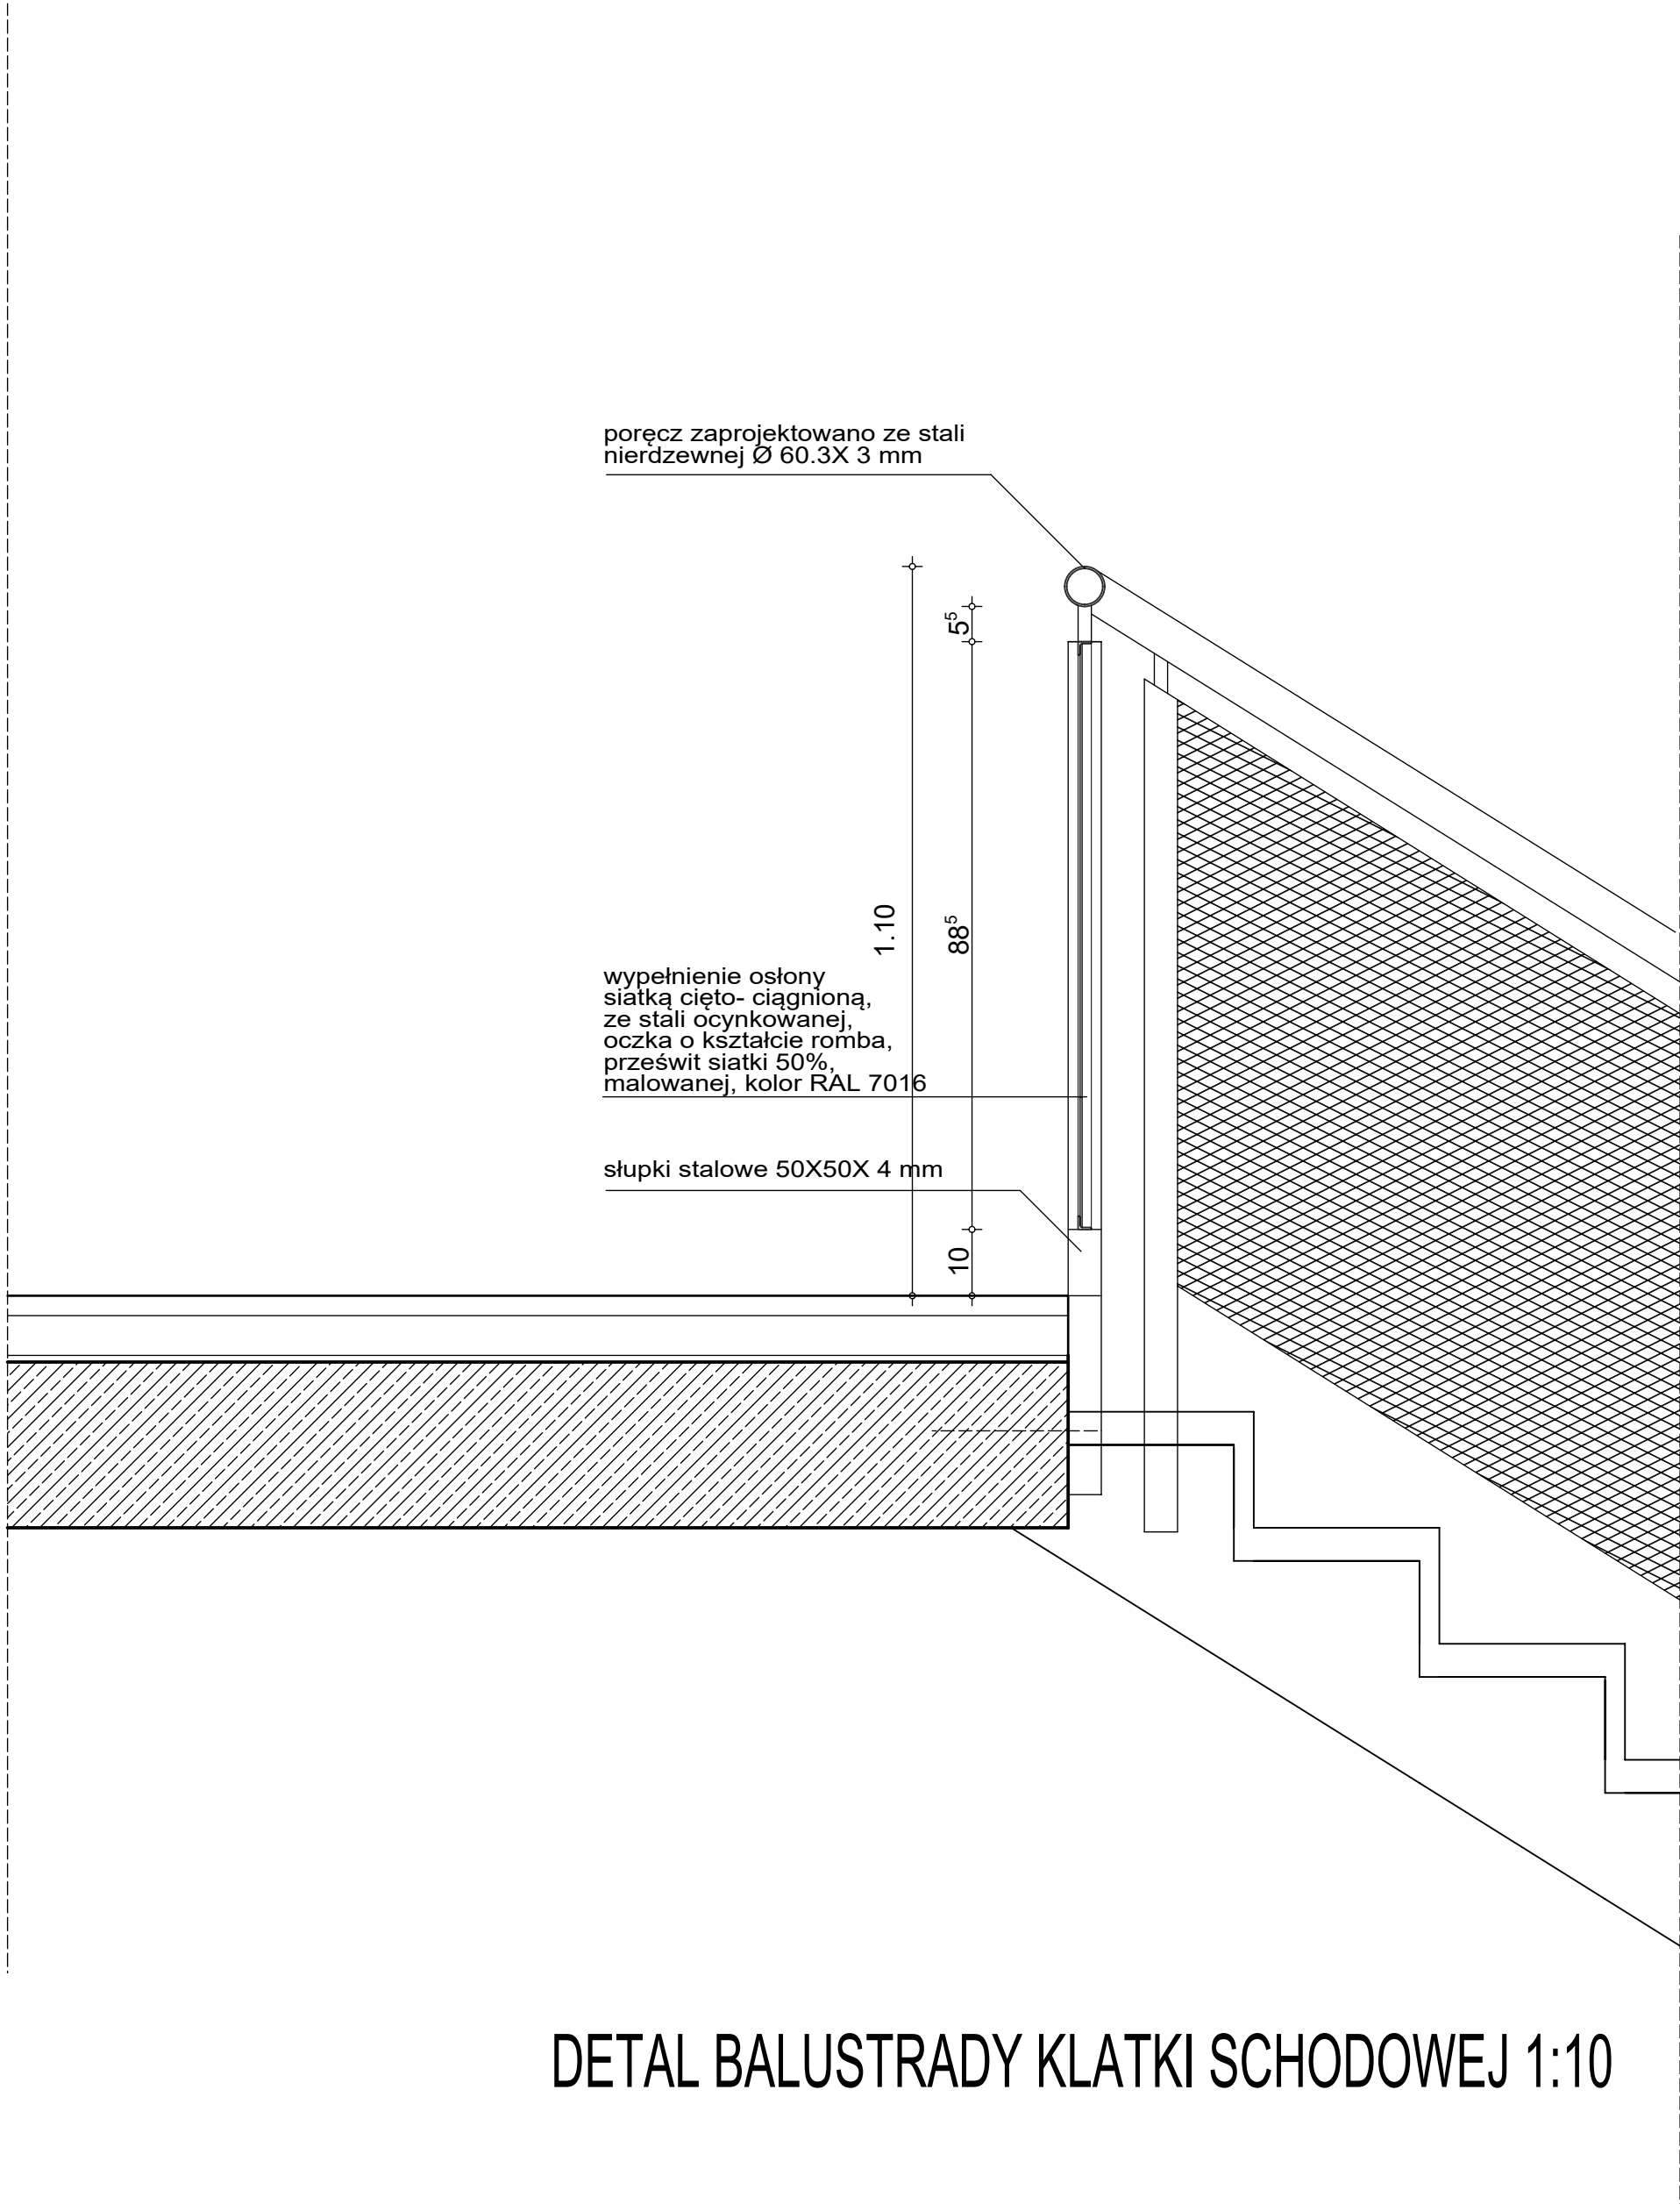 poręcz zaprojektowano ze stali
nierdzewnej Ø 60.3X 3 mm
5⁵
1.10
88⁵
wypełnienie osłony
siatką cięto- ciągnioną,
ze stali ocynkowanej,
oczka o kształcie romba,
prześwit siatki 50%,
malowanej, kolor RAL 7016
słupki stalowe 50X50X 4 mm
10
DETAL BALUSTRADY KLATKI SCHODOWEJ 1:10